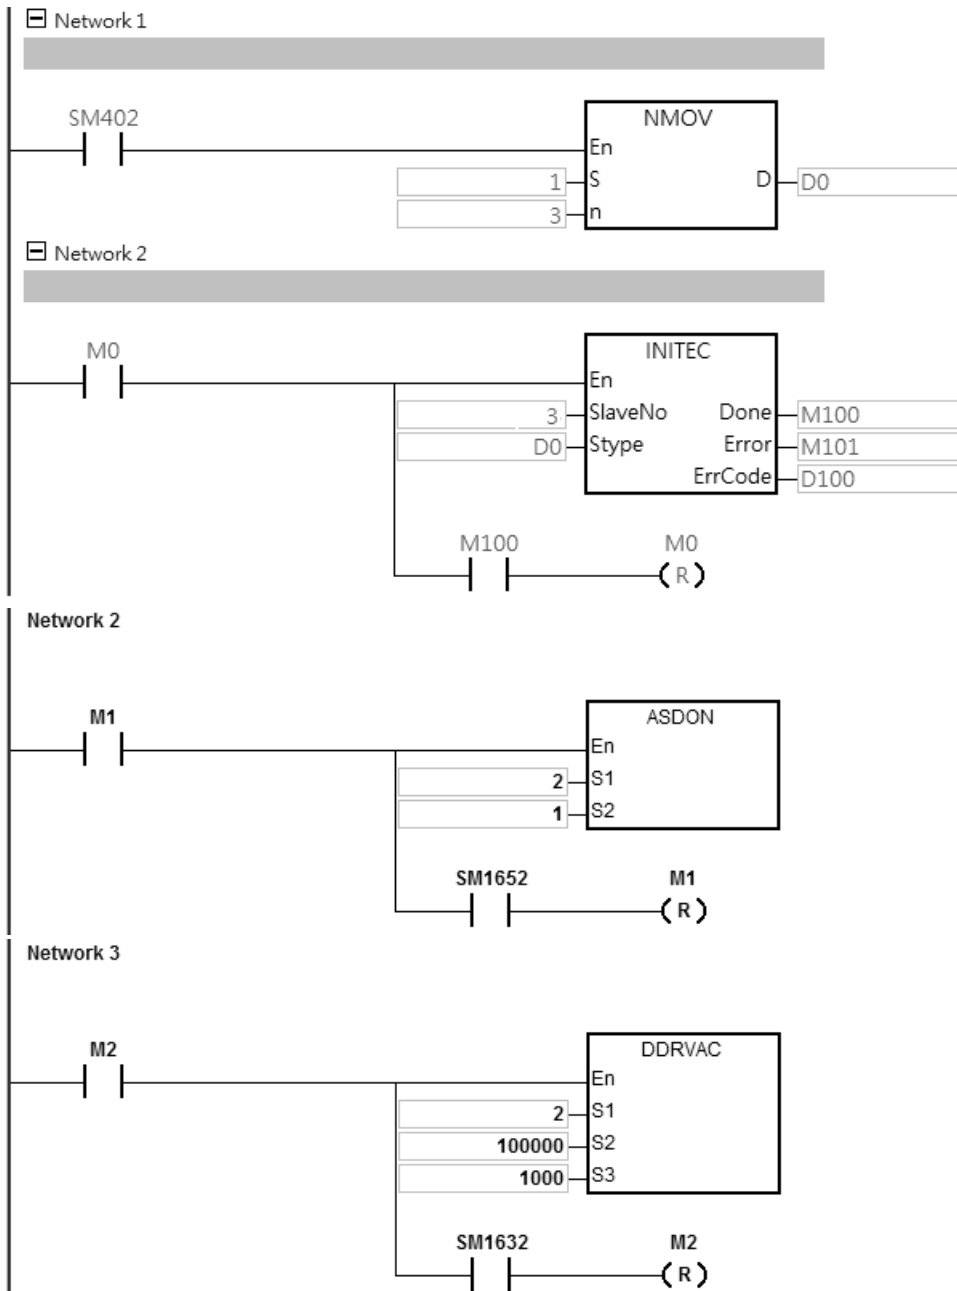 Network 1
SM402
NMOV
En
1 S D D0
3 n
Network 2
M0
INITEC
En
3 SlaveNo Done M100
D0 Stype Error M101
ErrCode D100
M100 M0
R
Network 2
M1
ASDON
En
2 S1
1 S2
SM1652 M1
R
Network 3
M2
DDRVAC
En
2 S1
100000 S2
1000 S3
SM1632 M2
R